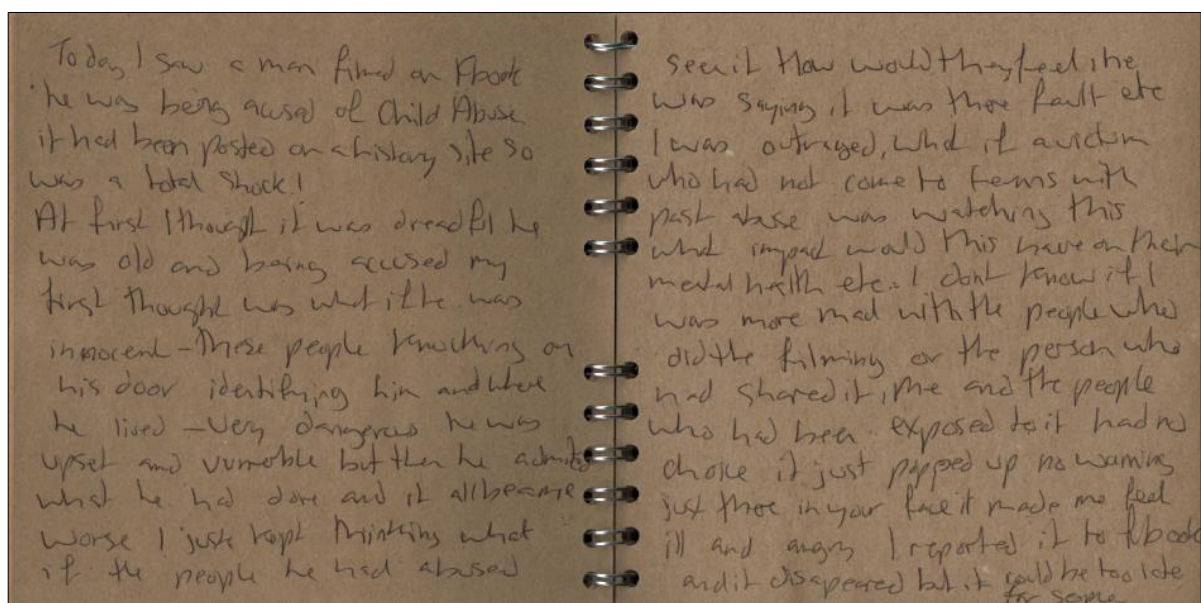 Today I saw a man filmed on Fbook
he was being acused of Child Abuse
it had been posted on a history site so
was a total shock!
At first I thought it was dreadful he
was old and being accused my
first thought was what if he was
innocent - These people knocking on
his door identifying him and where
he lived - very dangerous he was
upset and vunerble but then he admited
what he had done and it all became
worse I just kept thinking what
if the people he had abused
seen it How would they feel, he
was saying it was there fault etc
I was outraged, what if a victum
who had not come to terms with
past abuse was watching this
what impact would this have on their
mental health etc.. I dont know if I
was more mad with the people who
did the filming or the person who
had shared it, me and the people
who had been exposed to it had no
choice it just popped up no warning
just there in your face it made me feel
ill and angry I reported it to fbook
and it disapeared but it could be too late
for some